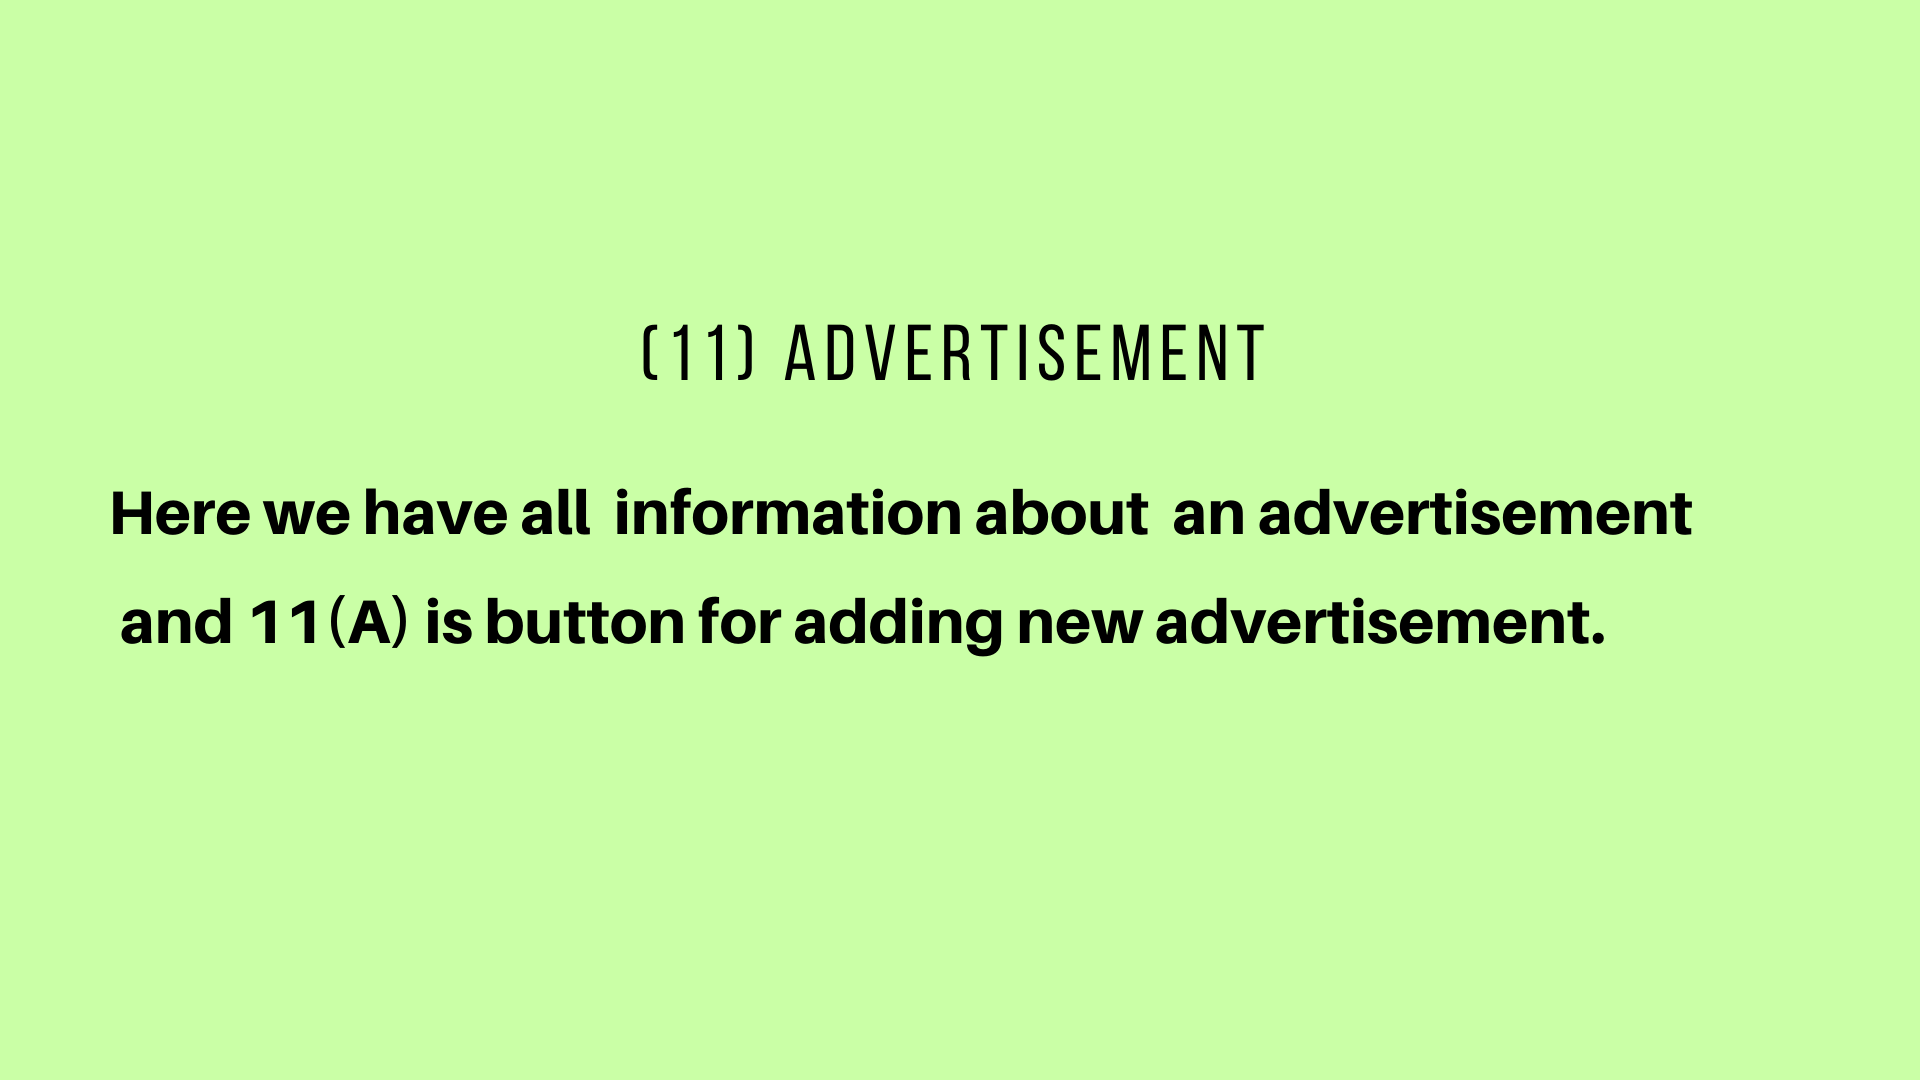 (11) ADVERTISEMENT
Here we have all  information about  an advertisement
and 11(A) is button for adding new advertisement.